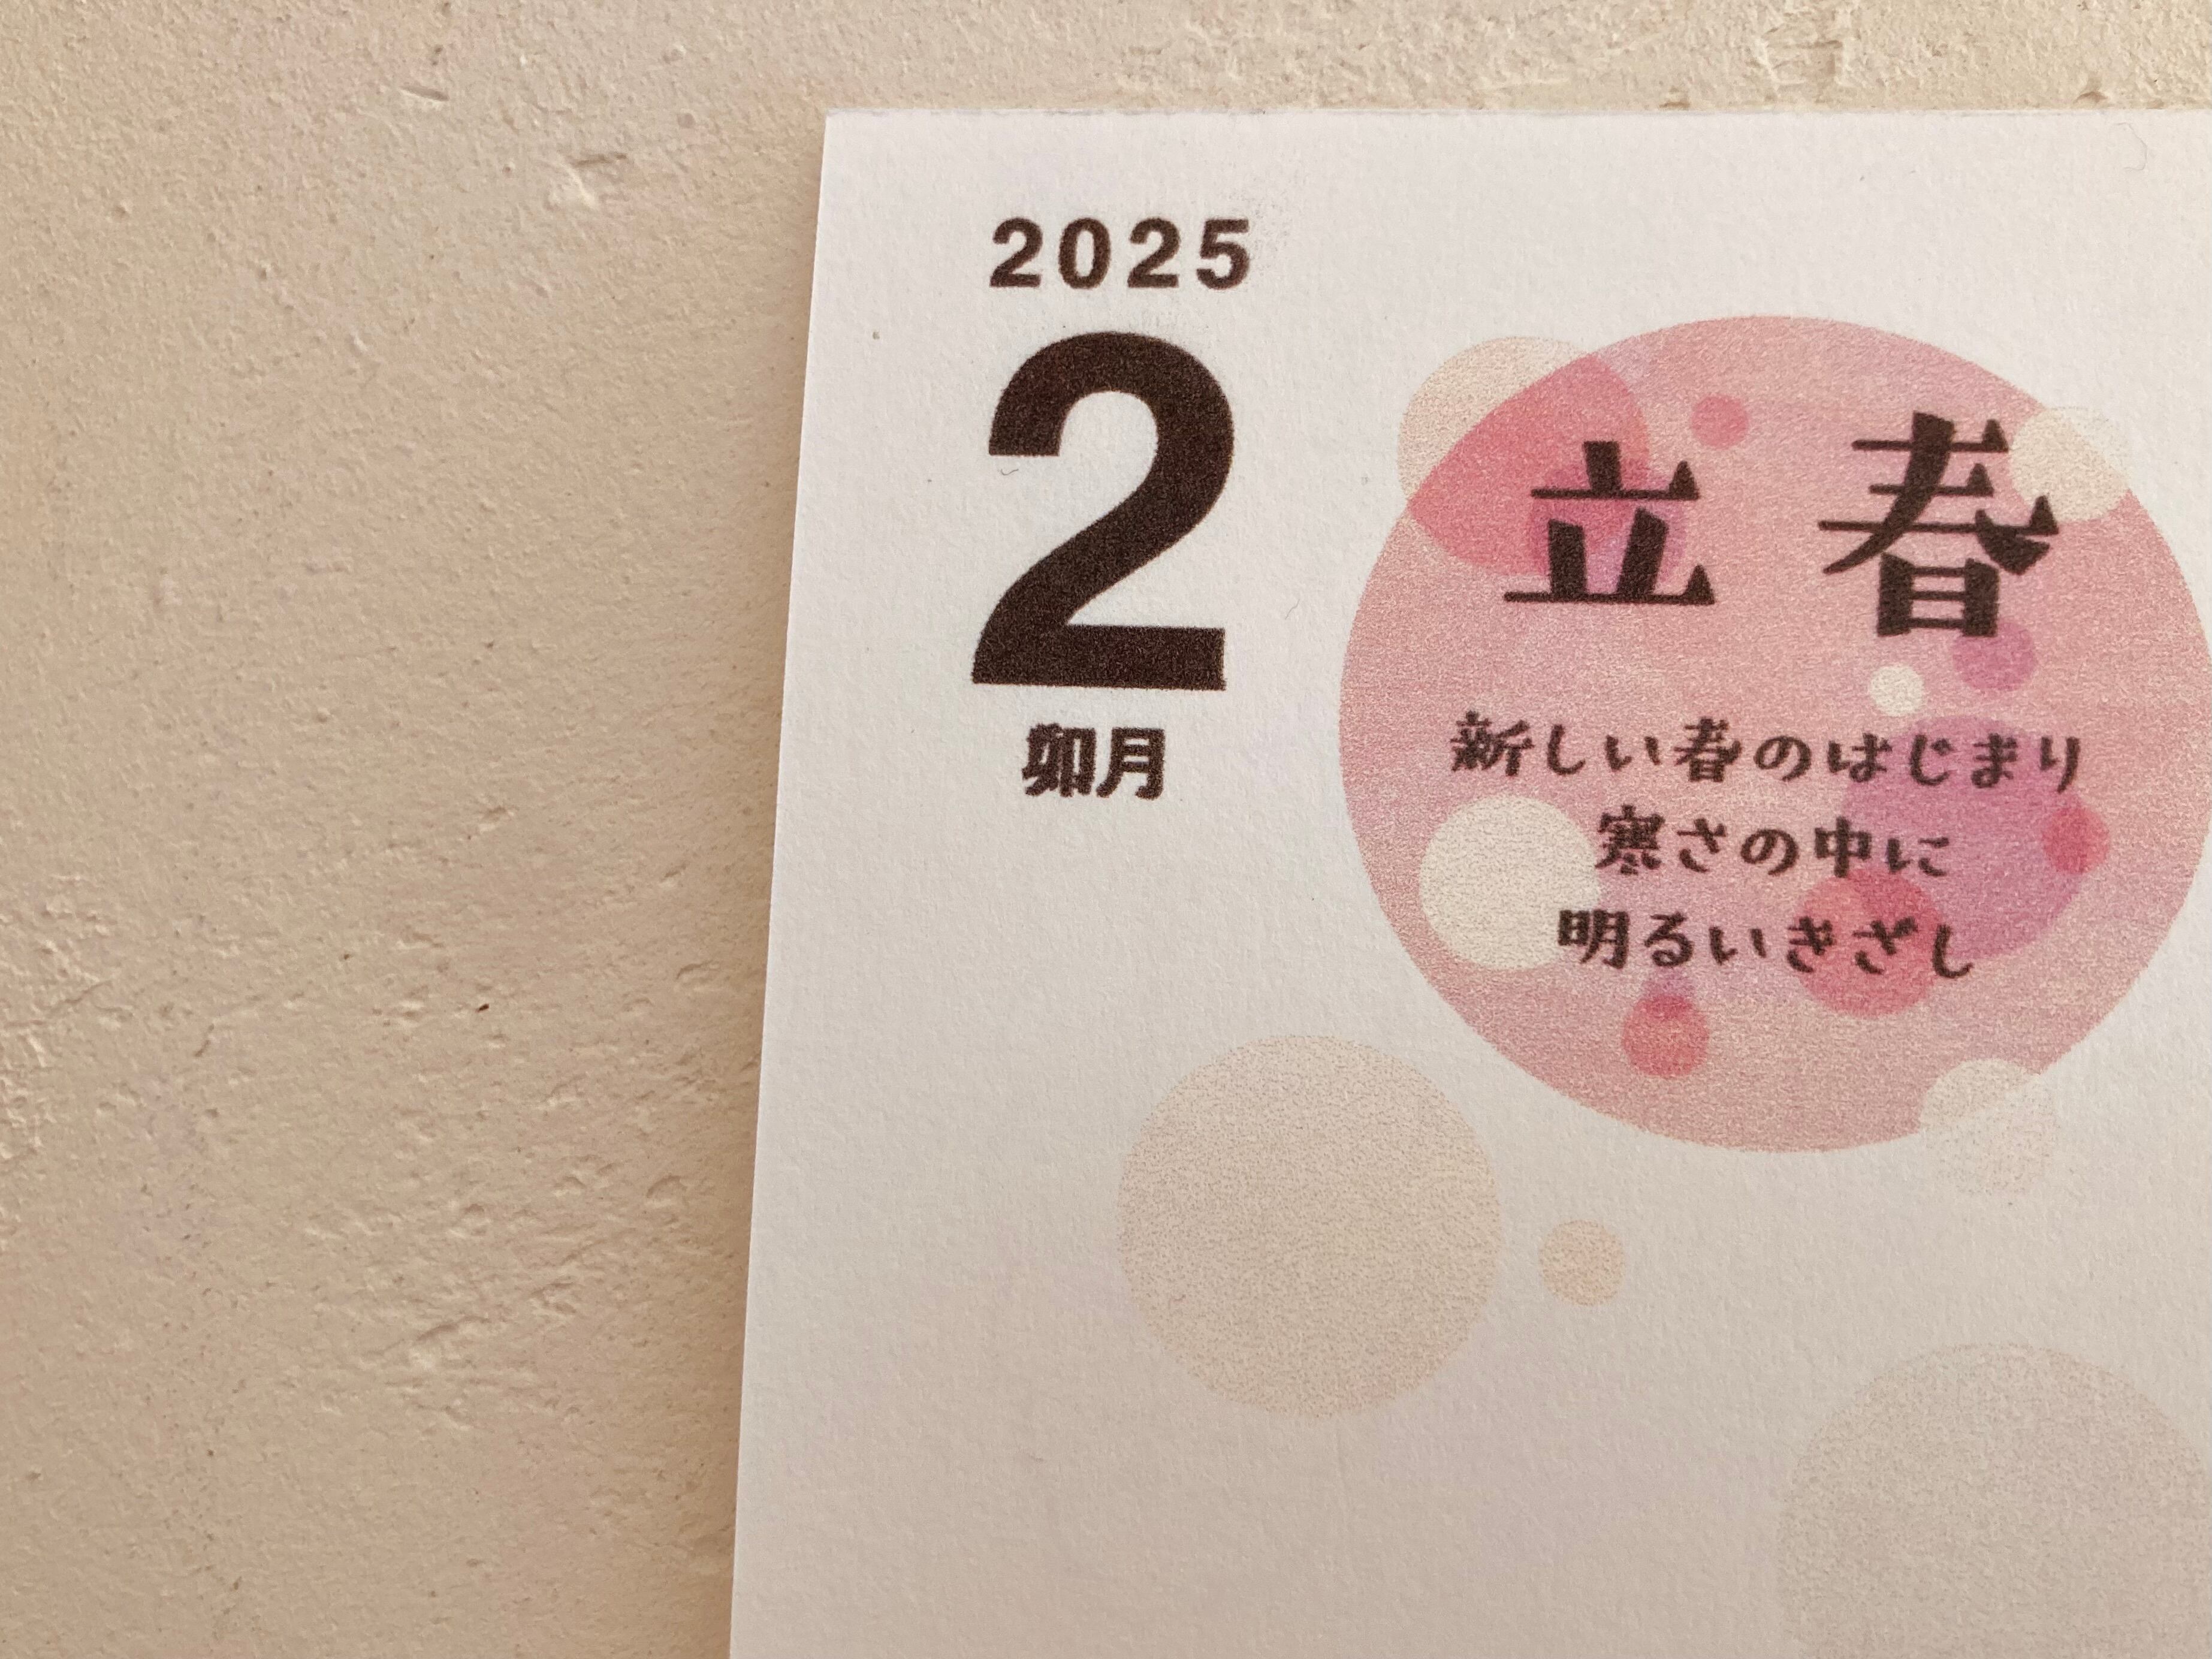 2025
2
卯月
立春
新しい春のはじまり
寒さの中に
明るいきざし